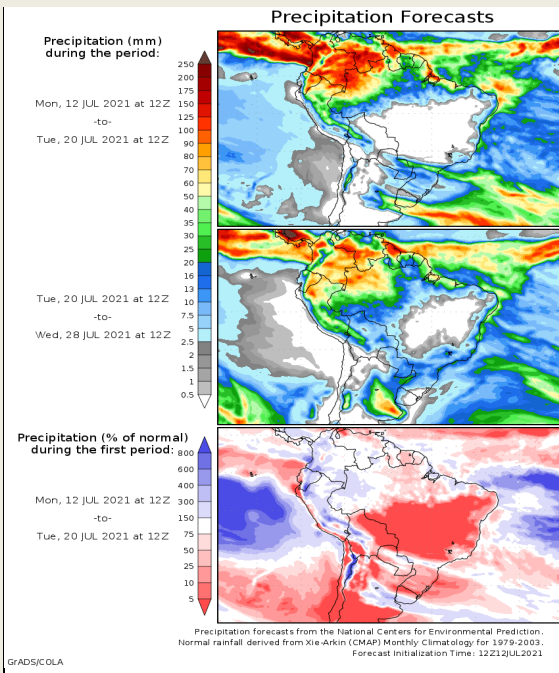 Precipitation Forecasts
Precipitation (mm)
during the period:
Mon, 12 JUL 2021 at 12Z
-to-
Tue, 20 JUL 2021 at 12Z
250
200
175
150
125
100
90
80
70
60
50
40
35
30
25
20
16
13
10
7.5
5
2.5
2
1.5
1
0.5
Tue, 20 JUL 2021 at 12Z
-to-
Wed, 28 JUL 2021 at 12Z
Precipitation (% of normal)
during the first period:
Mon, 12 JUL 2021 at 12Z
-to-
Tue, 20 JUL 2021 at 12Z
800
600
400
300
150
75
50
25
10
5
Precipitation forecasts from the National Centers for Environmental Prediction.
Normal rainfall derived from Xie-Arkin (CMAP) Monthly Climatology for 1979-2003.
Forecast Initialization Time: 12Z12JUL2021
GrADS/COLA